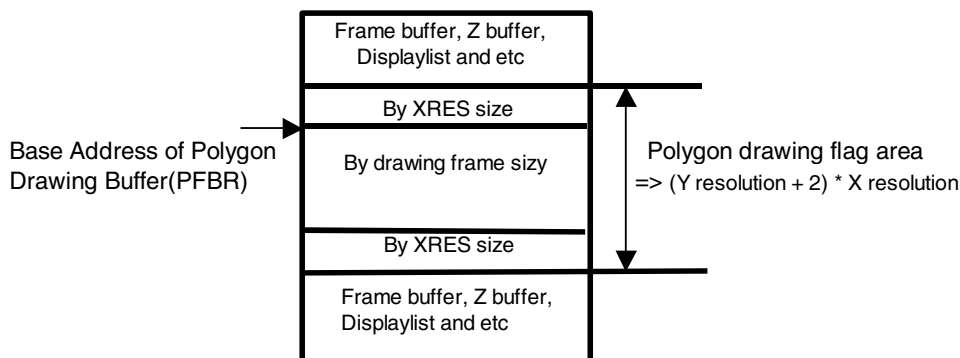 Frame buffer, Z buffer,
Displaylist and etc
By XRES size
Base Address of Polygon
Drawing Buffer(PFBR)
By drawing frame sizy
Polygon drawing flag area
=> (Y resolution + 2) * X resolution
By XRES size
Frame buffer, Z buffer,
Displaylist and etc